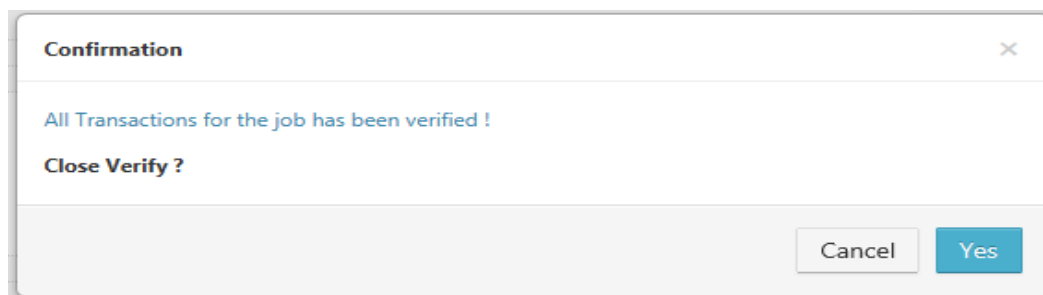 Confirmation
All Transactions for the job has been verified !
Close Verify ?
Cancel Yes